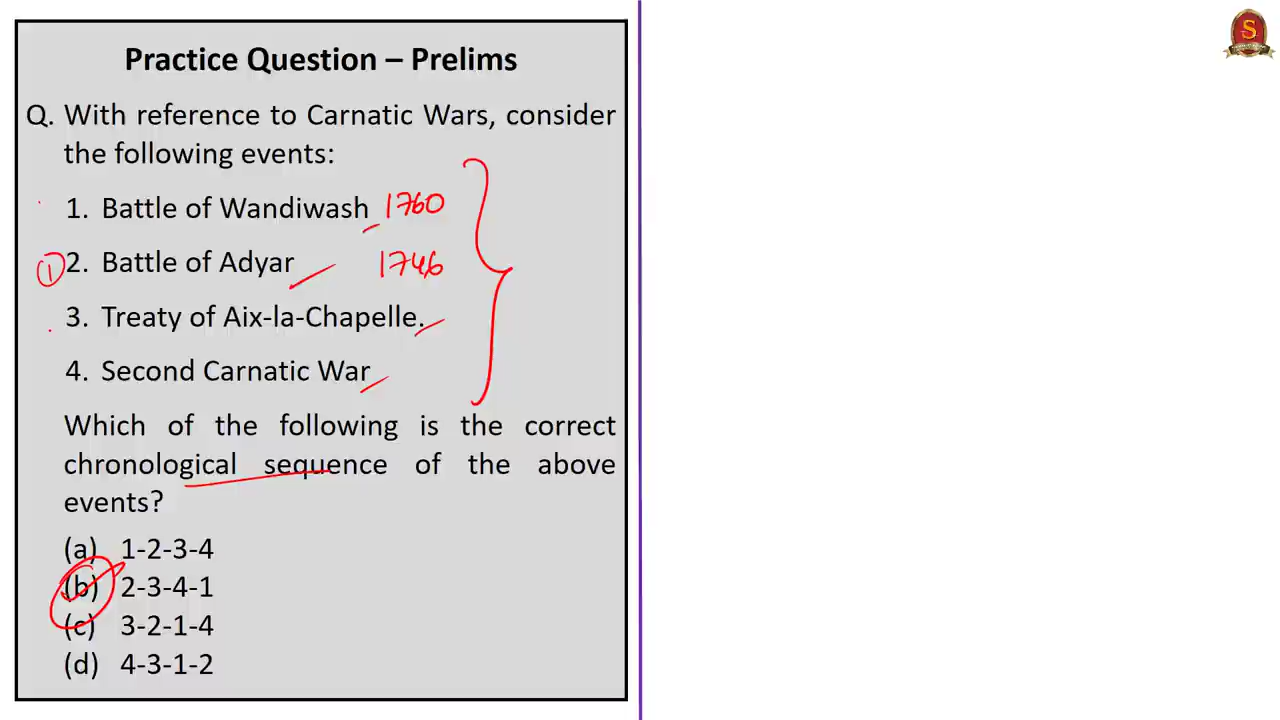 Practice Question – Prelims
Q. With reference to Carnatic Wars, consider
the following events:
1. Battle of Wandiwash 1760
① 2. Battle of Adyar 1746
3. Treaty of Aix-la-Chapelle.
4. Second Carnatic War
Which of the following is the correct
chronological sequence of the above
events?
(a) 1-2-3-4
(b) 2-3-4-1
(c) 3-2-1-4
(d) 4-3-1-2
S